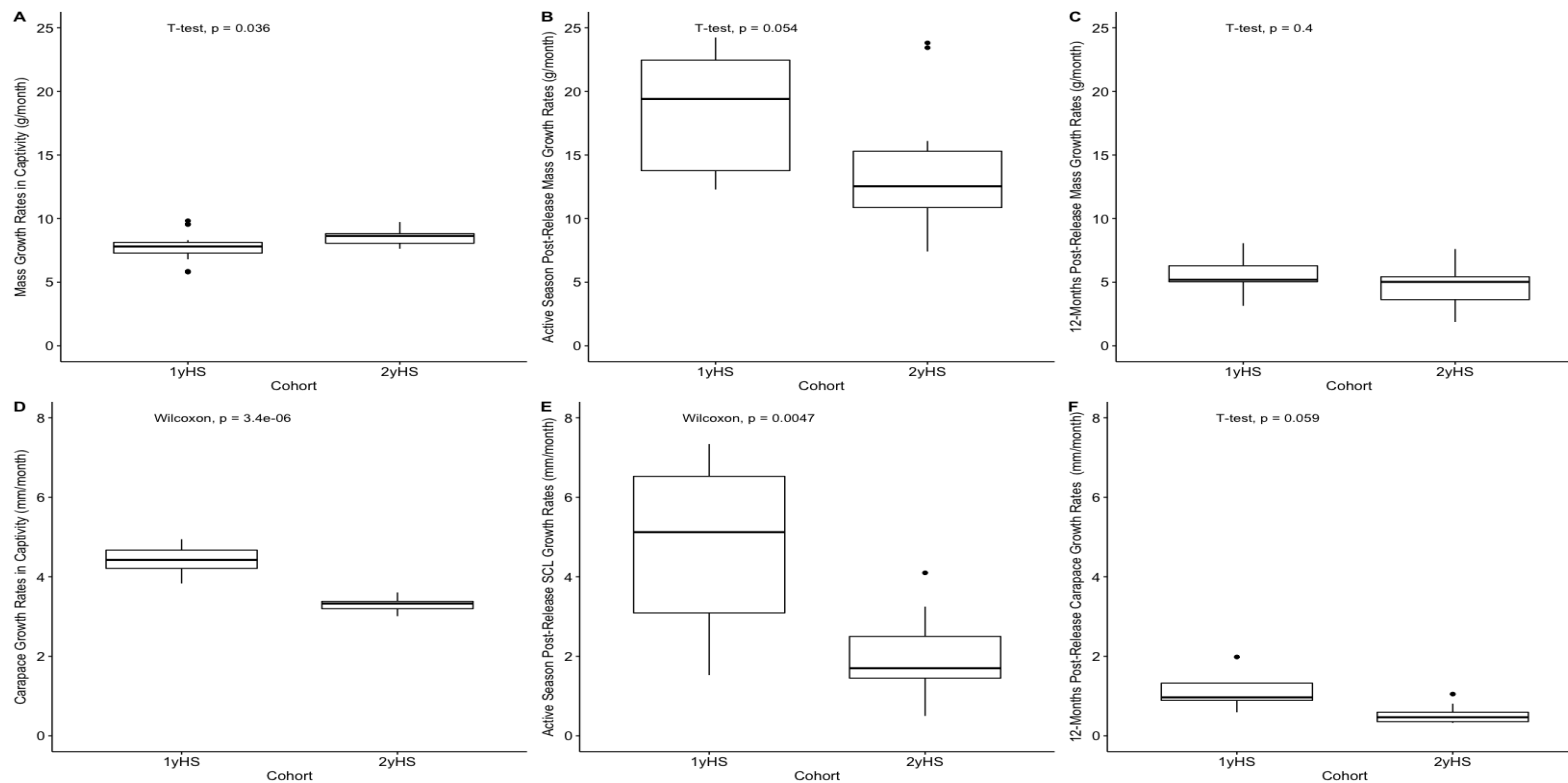 A
T-test, p = 0.036
Mass Growth Rates in Captivity (g/month)
25
20
15
10
5
0
1yHS
2yHS
Cohort
B
T-test, p = 0.054
Active Season Post-Release Mass Growth Rates (g/month)
25
20
15
10
5
0
1yHS
2yHS
Cohort
C
T-test, p = 0.4
12-Months Post-Release Mass Growth Rates (g/month)
25
20
15
10
5
0
1yHS
2yHS
Cohort
D
Wilcoxon, p = 3.4e-06
Carapace Growth Rates in Captivity (mm/month)
8
6
4
2
0
1yHS
2yHS
Cohort
E
Wilcoxon, p = 0.0047
Active Season Post-Release SCL Growth Rates (mm/month)
8
6
4
2
0
1yHS
2yHS
Cohort
F
T-test, p = 0.059
12-Months Post-Release Carapace Growth Rates (mm/month)
8
6
4
2
0
1yHS
2yHS
Cohort